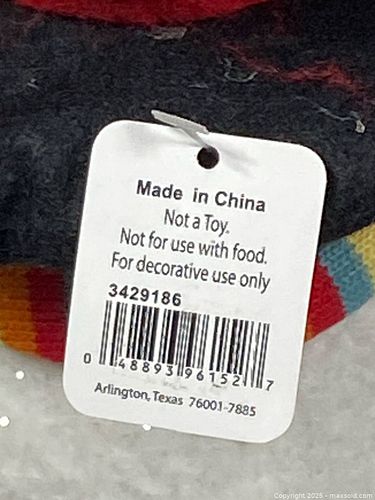 Made in China
Not a Toy.
Not for use with food.
For decorative use only
3429186
0 48893 96152 7
Arlington, Texas 76001-7885
Copyright 2025 - maxsold.com